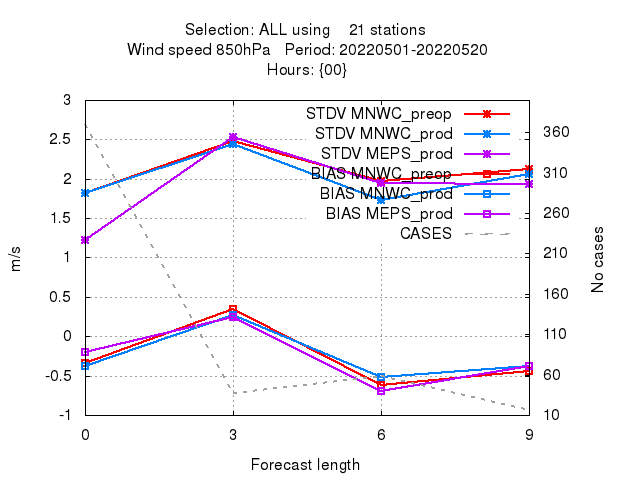 Selection: ALL using    21 stations
Wind speed 850hPa   Period: 20220501-20220520
Hours: {00}
3
2.5
2
1.5
1
0.5
0
-0.5
-1
m/s
STDV MNWC_preop
STDV MNWC_prod
STDV MEPS_prod
BIAS MNWC_preop
BIAS MNWC_prod
BIAS MEPS_prod
CASES
360
310
260
210
160
110
60
10
No cases
0 3 6 9
Forecast length